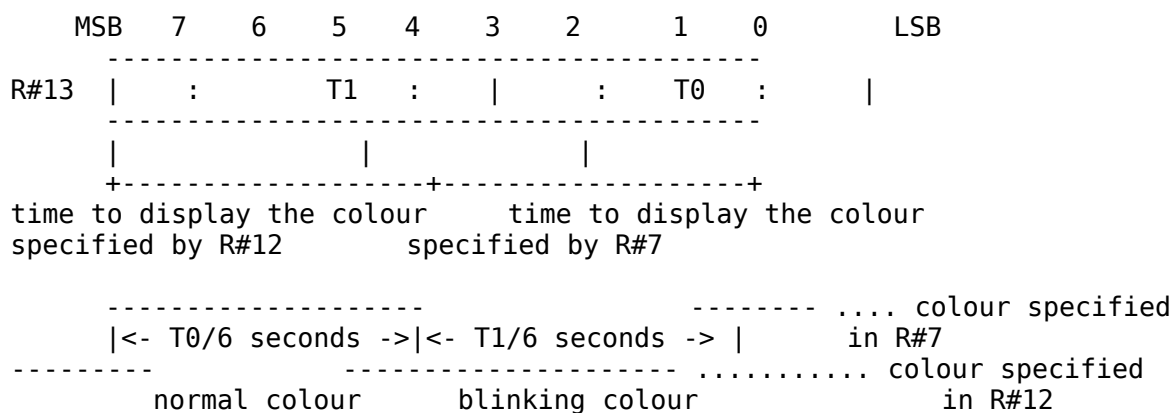 MSB   7    6    5   4    3    2      1    0        LSB
      -----------------------------------------
R#13  |    :        T1    :    |      :    T0   :      |
      -----------------------------------------
      |               |             |
      +-------------------+-------------------+
time to display the colour     time to display the colour
specified by R#12        specified by R#7

      --------------------                 -------- .... colour specified
      |<- T0/6 seconds ->|<- T1/6 seconds -> |      in R#7
---------            --------------------- ........... colour specified
         normal colour      blinking colour              in R#12